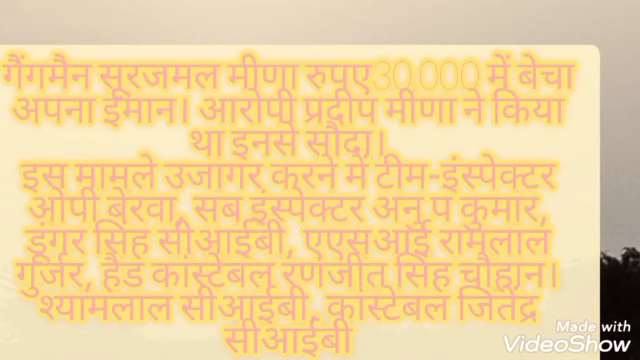 गैंगमैन सूरजमल मीणा रुपए30,000 में बेचा
अपना ईमान। आरोपी प्रदीप मीणा ने किया
था इनसे सौदा।
इस मामले उजागर करने में टीम-इंस्पेक्टर
ओपी बेरवा, सब इंस्पेक्टर अनुप कुमार,
डूंगर सिंह सीआईबी, एएसआई रामलाल
गुर्जर, हैड कांस्टेबल रणजीत सिंह चौहान।
श्यामलाल सीआईबी, कांस्टेबल जितेंद्र
सीआईबी
Made with
VideoShow